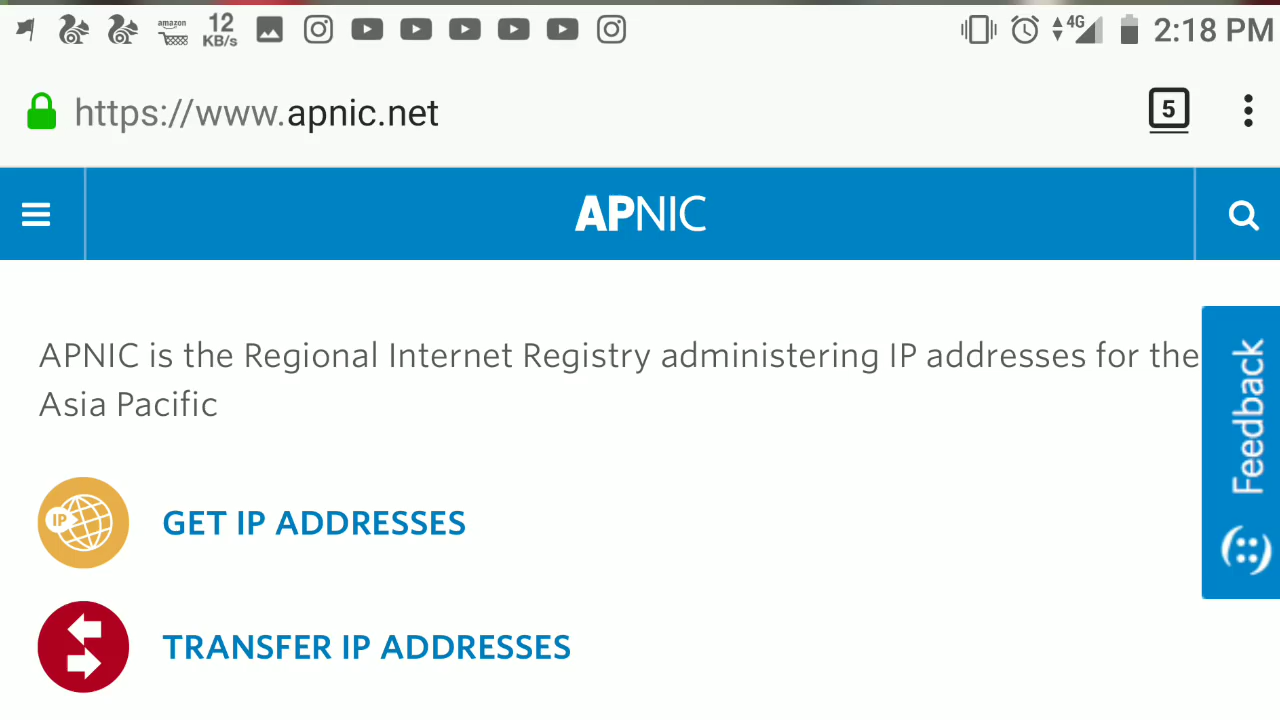 amazon 12 KB/s 4G 2:18 PM
https://www.apnic.net 5
APNIC
APNIC is the Regional Internet Registry administering IP addresses for the
Asia Pacific
Feedback
IP GET IP ADDRESSES
TRANSFER IP ADDRESSES